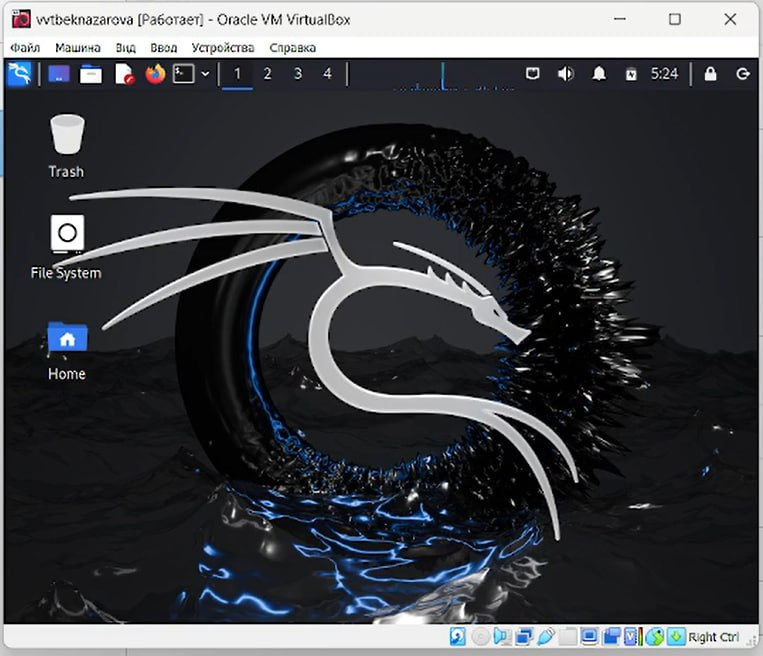 vvtbeknazarova [Работает] - Oracle VM VirtualBox
Файл Машина Вид Ввод Устройства Справка
1 2 3 4 5:24
Trash
File System
Home
Right Ctrl